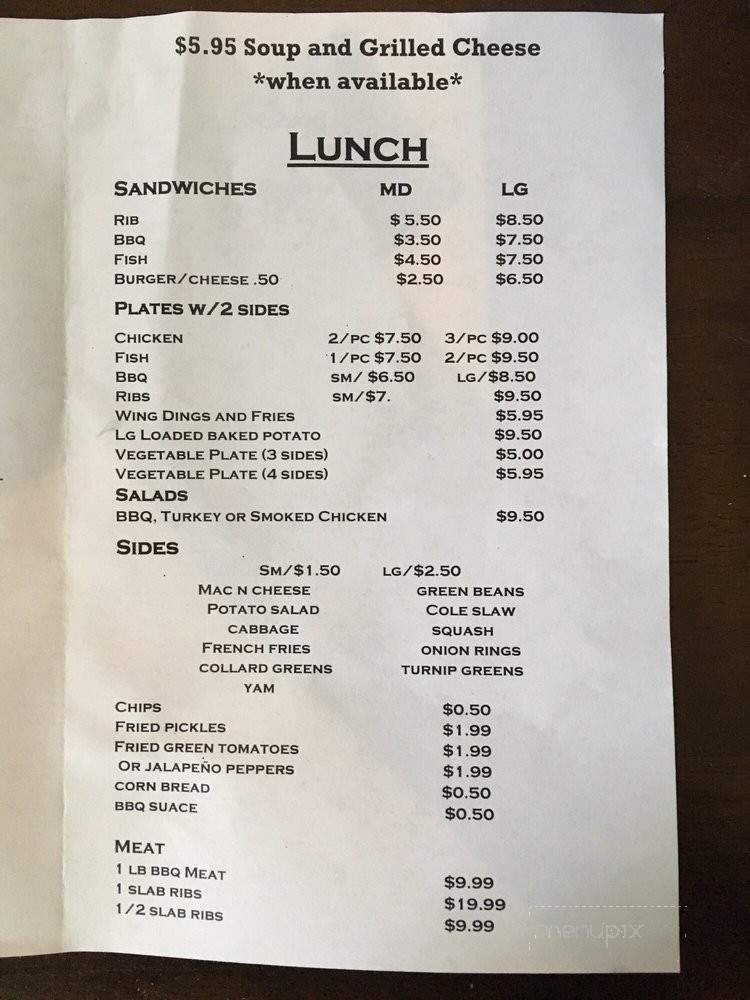 $5.95 Soup and Grilled Cheese
*when available*
LUNCH
SANDWICHES MD LG
RIB $ 5.50 $8.50
BBQ $3.50 $7.50
FISH $4.50 $7.50
BURGER/CHEESE .50 $2.50 $6.50
PLATES W/2 SIDES
CHICKEN 2/PC $7.50 3/PC $9.00
FISH 1/PC $7.50 2/PC $9.50
BBQ SM/ $6.50 LG/$8.50
RIBS SM/$7. $9.50
WING DINGS AND FRIES $5.95
LG LOADED BAKED POTATO $9.50
VEGETABLE PLATE (3 SIDES) $5.00
VEGETABLE PLATE (4 SIDES) $5.95
SALADS
BBQ, TURKEY OR SMOKED CHICKEN $9.50
SIDES
SM/$1.50 LG/$2.50
MAC N CHEESE GREEN BEANS
POTATO SALAD COLE SLAW
CABBAGE SQUASH
FRENCH FRIES ONION RINGS
COLLARD GREENS TURNIP GREENS
YAM
CHIPS $0.50
FRIED PICKLES $1.99
FRIED GREEN TOMATOES $1.99
OR JALAPEÑO PEPPERS $1.99
CORN BREAD $0.50
BBQ SUACE $0.50
MEAT
1 LB BBQ MEAT $9.99
1 SLAB RIBS $19.99
1/2 SLAB RIBS $9.99
menupix